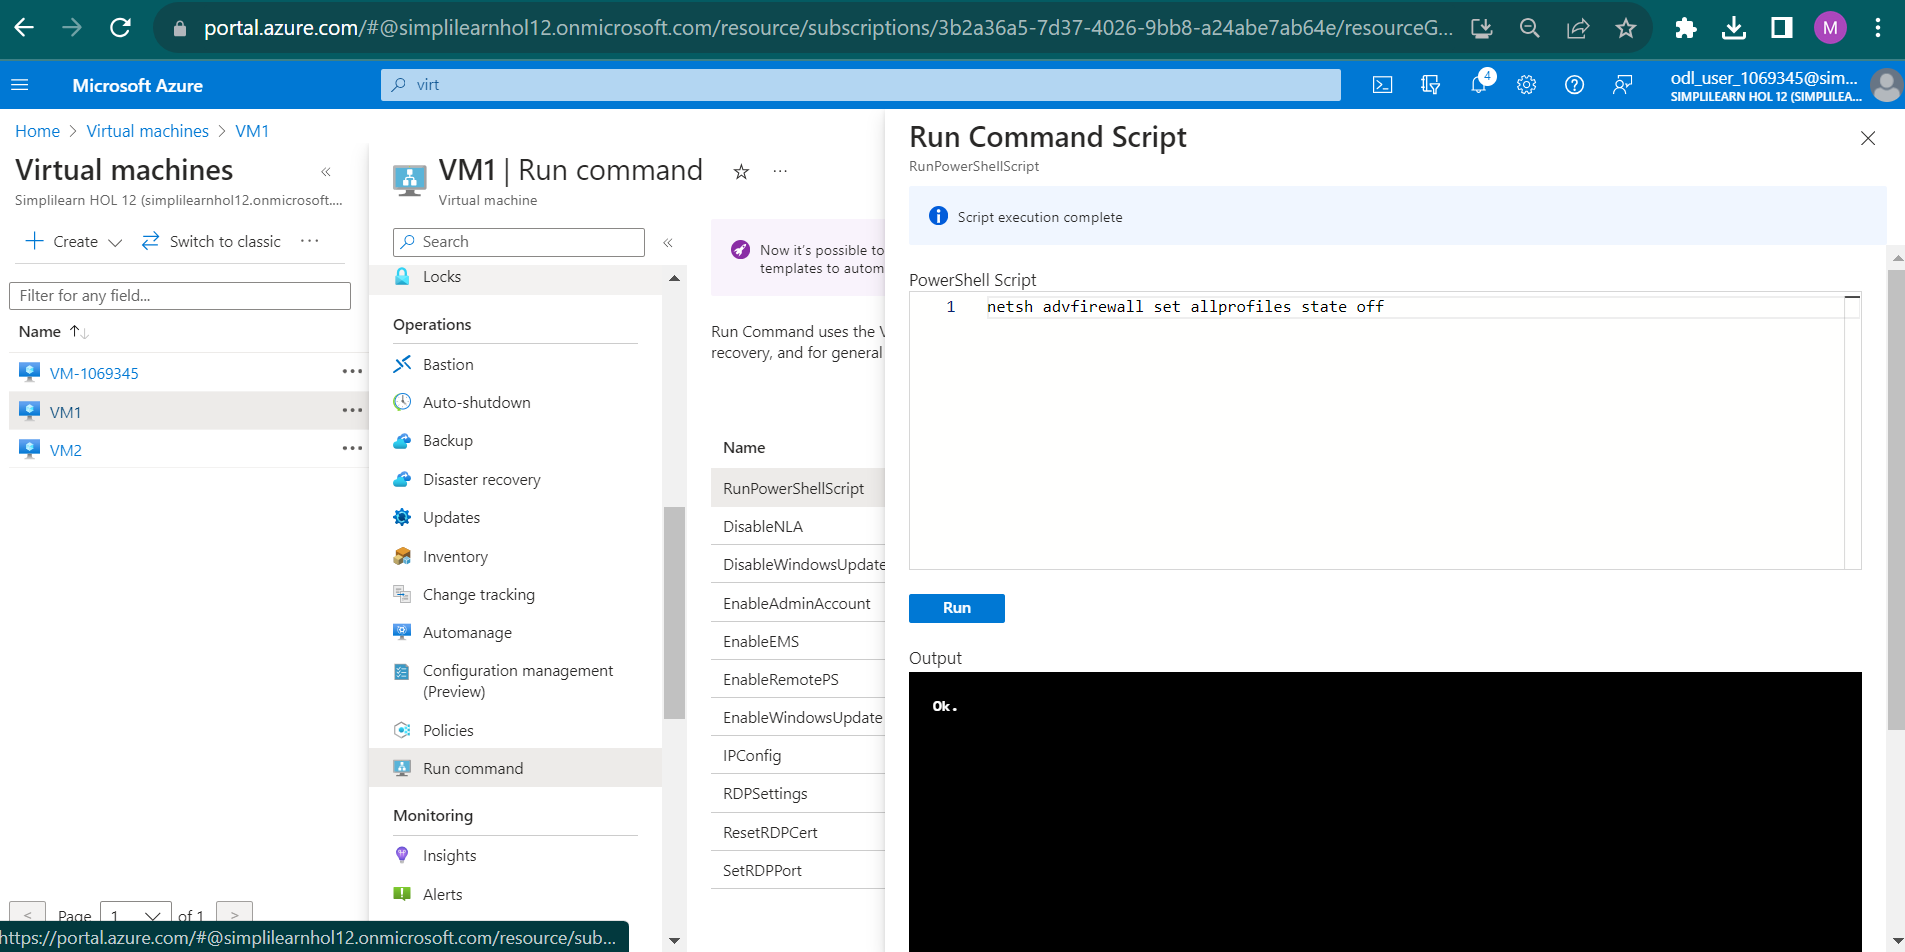 portal.azure.com/#@simplilearnhol12.onmicrosoft.com/resource/subscriptions/3b2a36a5-7d37-4026-9bb8-a24abe7ab64e/resourceG...
M
Microsoft Azure
virt
4
odl_user_1069345@sim...
SIMPLILEARN HOL 12 (SIMPLILEA...
Home > Virtual machines > VM1
Virtual machines
«
Simplilearn HOL 12 (simplilearnhol12.onmicrosoft....
Create
Switch to classic
...
Filter for any field...
Name
VM-1069345
...
VM1
...
VM2
...
< Page 1 of 1 >
https://portal.azure.com/#@simplilearnhol12.onmicrosoft.com/resource/sub...
VM1 | Run command
...
Virtual machine
Search
«
Locks
Operations
Bastion
Auto-shutdown
Backup
Disaster recovery
Updates
Inventory
Change tracking
Automanage
Configuration management
(Preview)
Policies
Run command
Monitoring
Insights
Alerts
Now it's possible to
templates to autom
Run Command uses the V
recovery, and for general
Name
RunPowerShellScript
DisableNLA
DisableWindowsUpdate
EnableAdminAccount
EnableEMS
EnableRemotePS
EnableWindowsUpdate
IPConfig
RDPSettings
ResetRDPCert
SetRDPPort
Run Command Script
RunPowerShellScript
Script execution complete
PowerShell Script
1 netsh advfirewall set allprofiles state off
Run
Output
Ok.